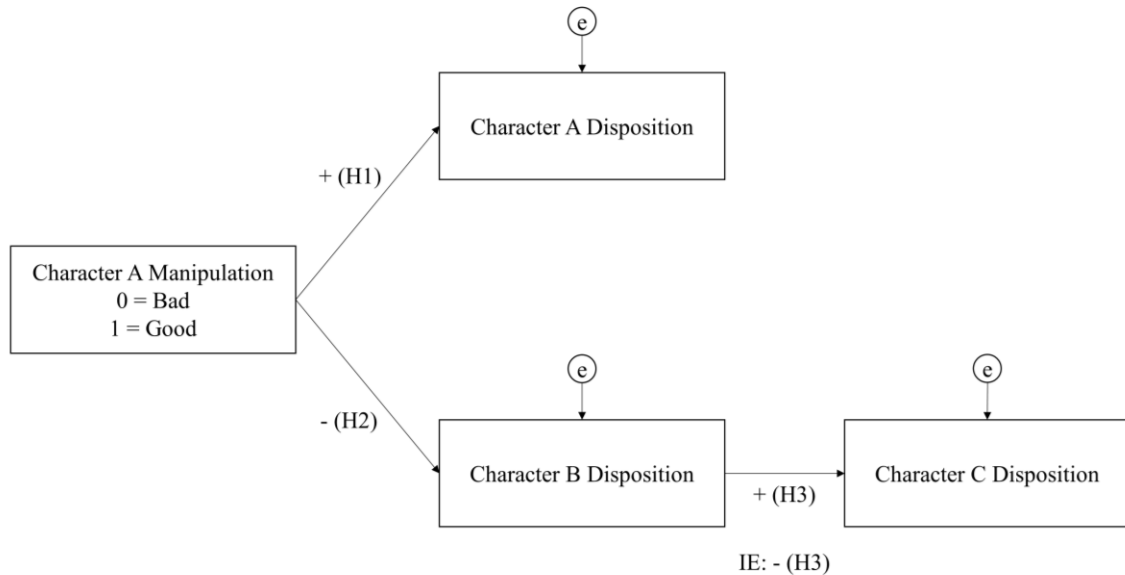 e
Character A Disposition
+ (H1)
Character A Manipulation
0 = Bad
1 = Good
- (H2)
e
e
Character B Disposition
+ (H3)
Character C Disposition
IE: - (H3)